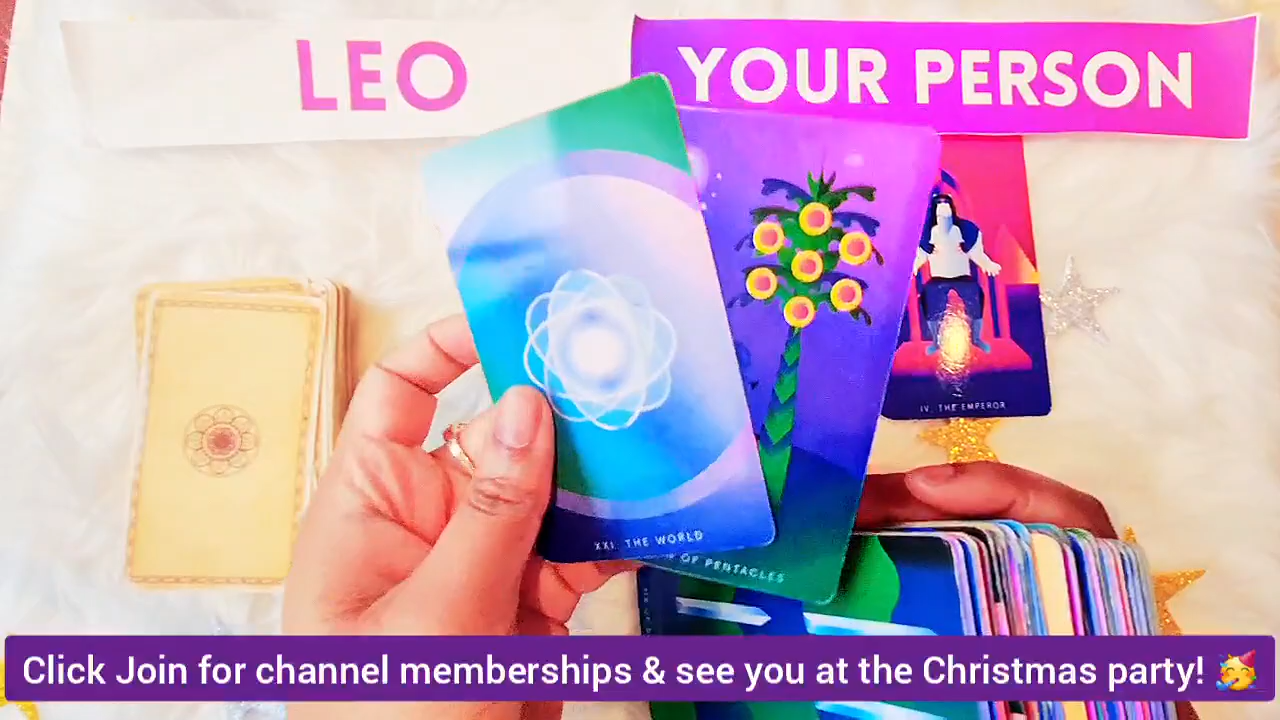 LEO
YOUR PERSON
IV. THE EMPEROR
XXI. THE WORLD
OF PENTACLES
Click Join for channel memberships & see you at the Christmas party! 🥳